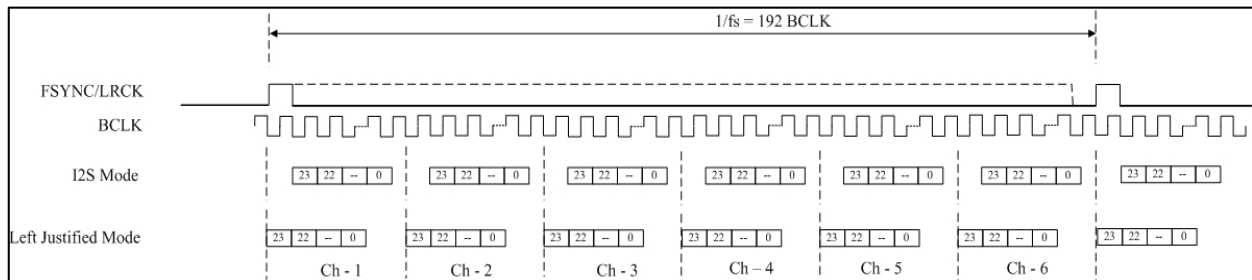 1/fs = 192 BCLK
FSYNC/LRCK
BCLK
I2S Mode 23 22 -- 0 23 22 -- 0 23 22 -- 0 23 22 -- 0 23 22 -- 0 23 22 -- 0 23 22 -- 0
Left Justified Mode 23 22 -- 0 23 22 -- 0 23 22 -- 0 23 22 -- 0 23 22 -- 0 23 22 -- 0 23 22 -- 0
Ch - 1 Ch - 2 Ch - 3 Ch – 4 Ch - 5 Ch - 6